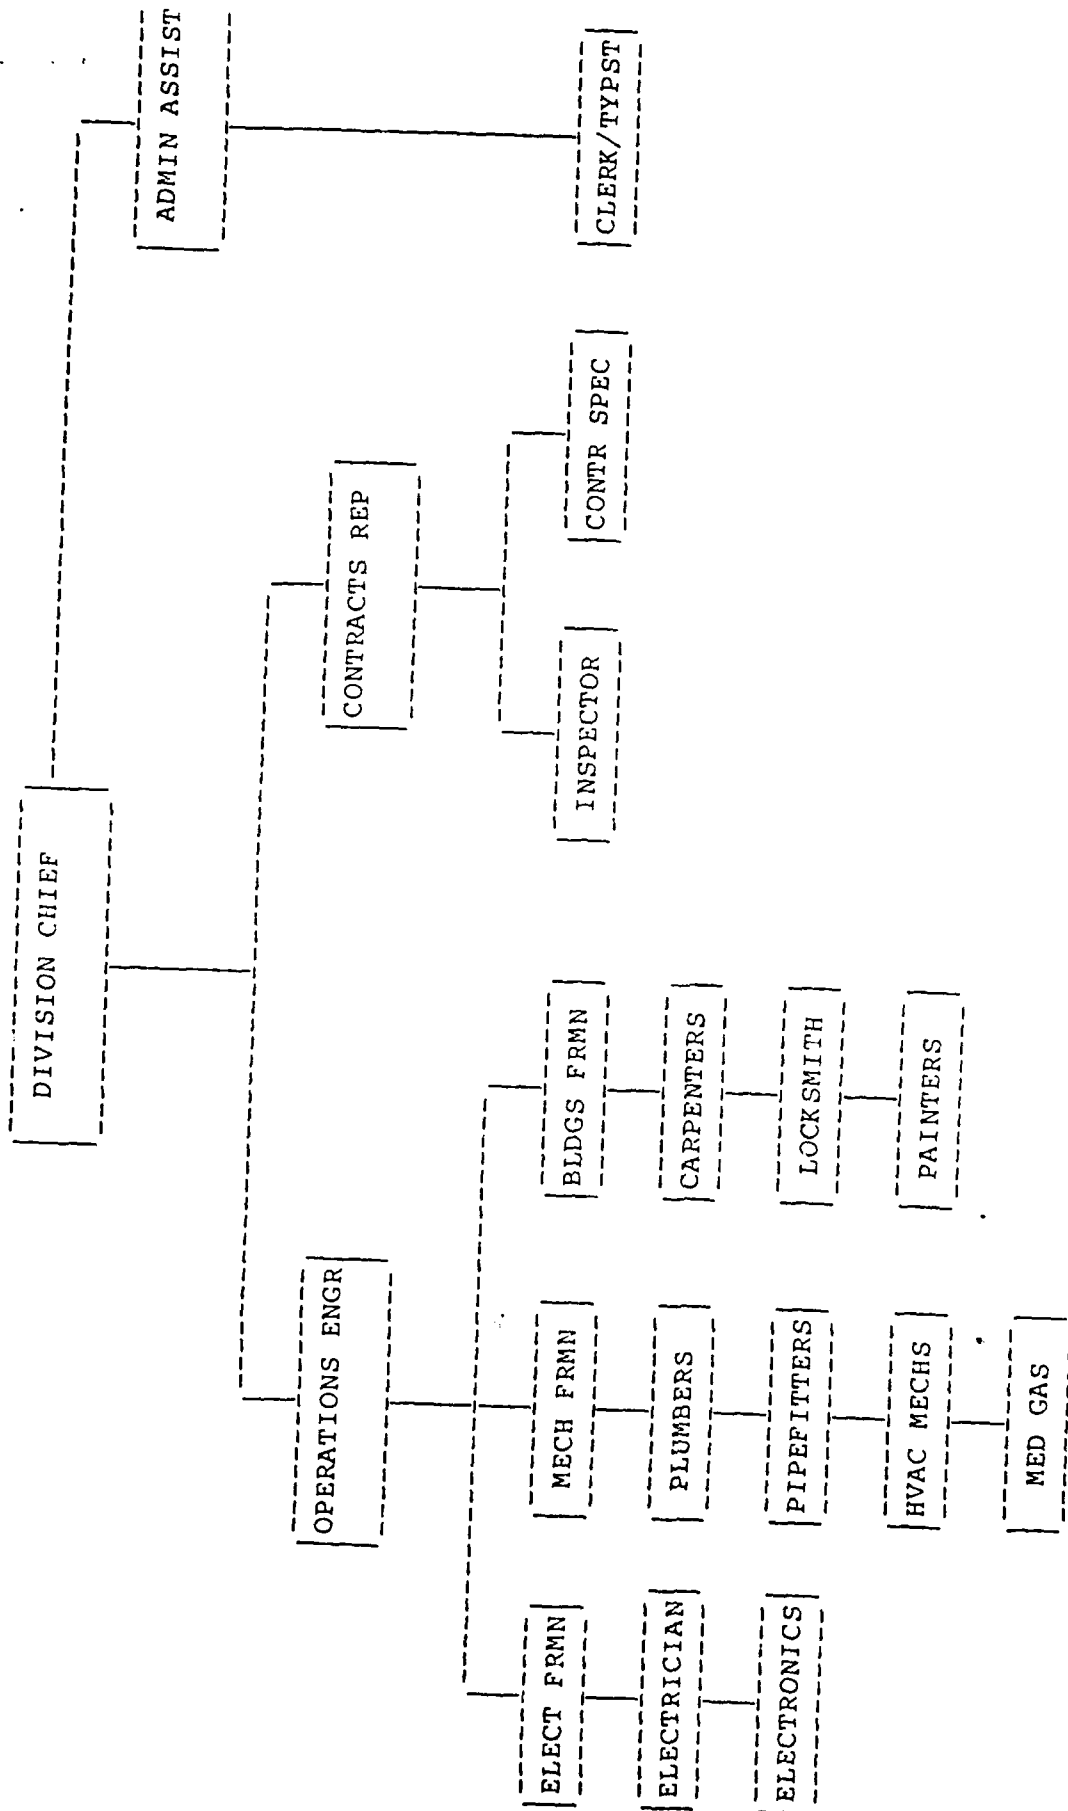 DIVISION CHIEF
ADMIN ASSIST
OPERATIONS ENGR
CONTRACTS REP
ELECT FRMN
MECH FRMN
BLDGS FRMN
INSPECTOR
CONTR SPEC
CLERK/TYPST
ELECTRICIAN
PLUMBERS
CARPENTERS
ELECTRONICS
PIPEFITTERS
LOCKSMITH
HVAC MECHS
PAINTERS
MED GAS